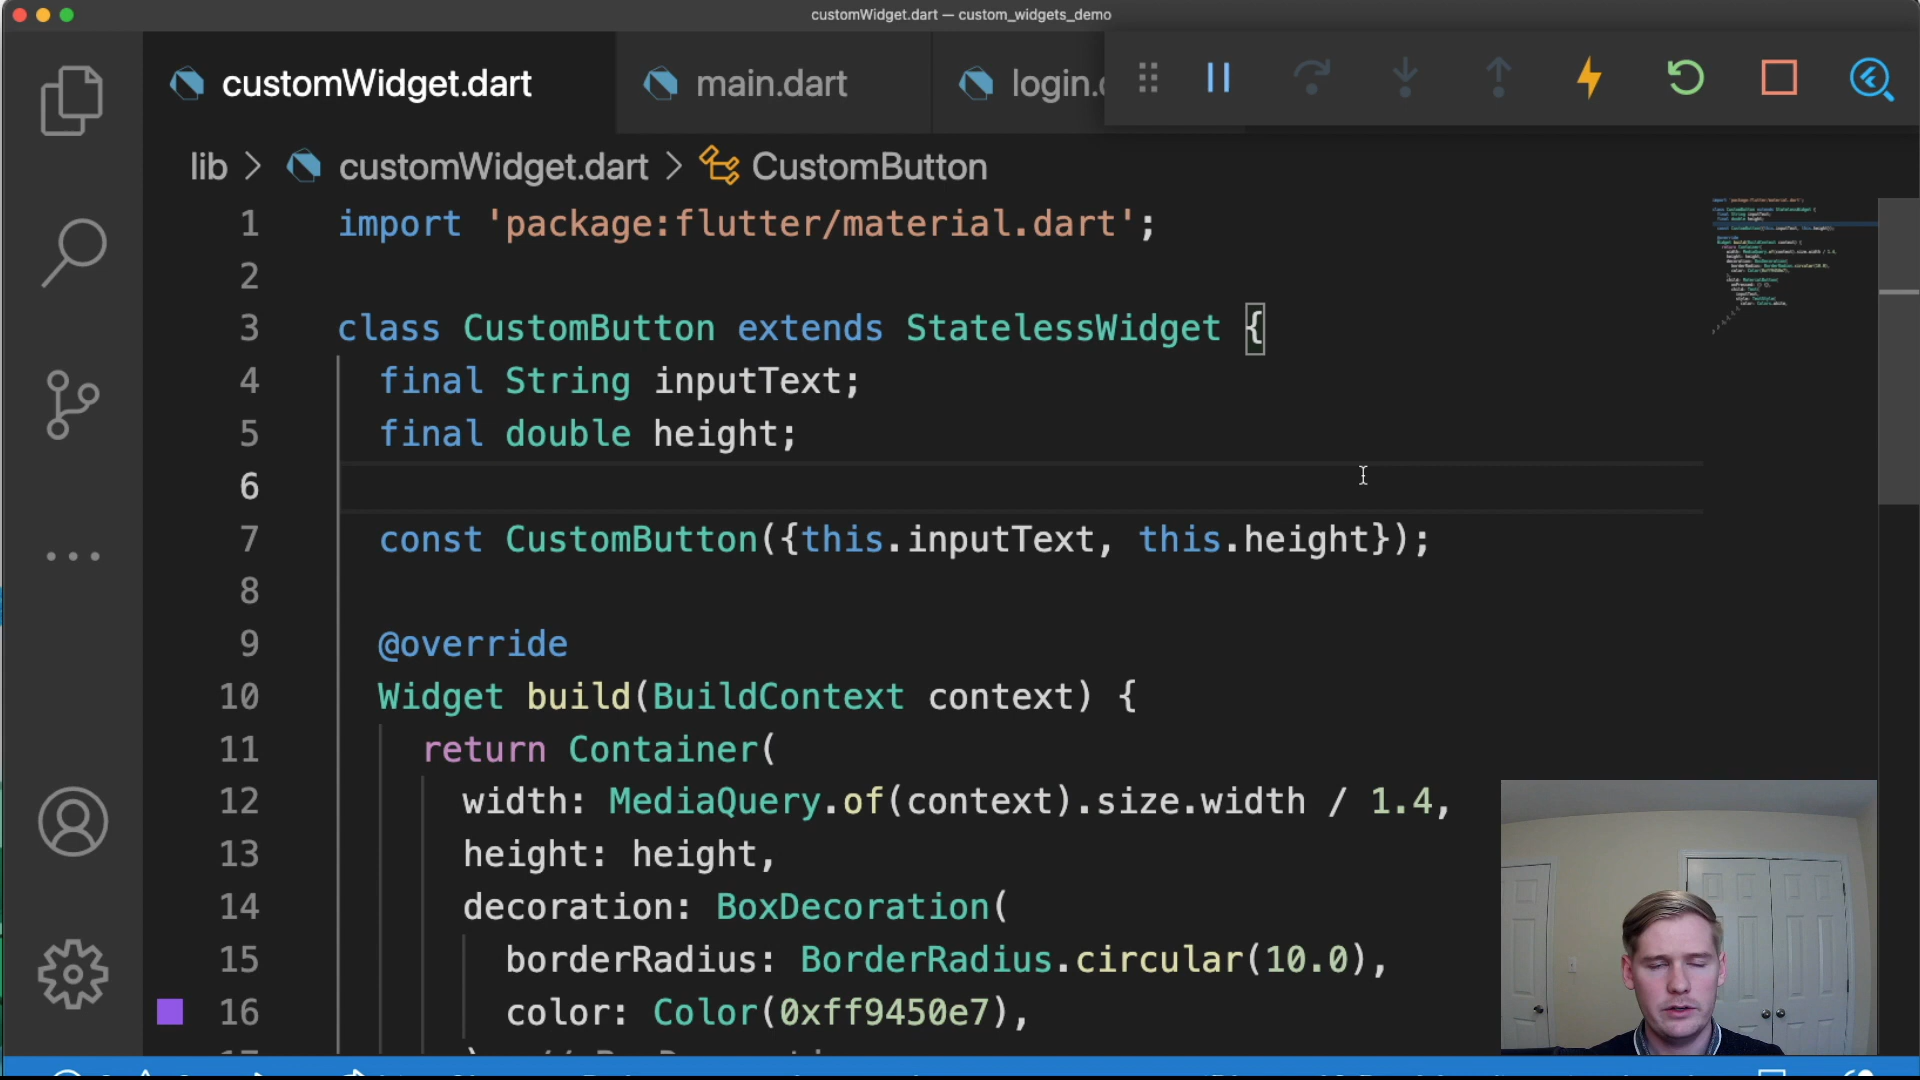 customWidget.dart — custom_widgets_demo
customWidget.dart
main.dart
login.
lib > customWidget.dart > CustomButton
1 import 'package:flutter/material.dart';
2
3 class CustomButton extends StatelessWidget {
4 final String inputText;
5 final double height;
6
7 const CustomButton({this.inputText, this.height});
8
9 @override
10 Widget build(BuildContext context) {
11 return Container(
12 width: MediaQuery.of(context).size.width / 1.4,
13 height: height,
14 decoration: BoxDecoration(
15 borderRadius: BorderRadius.circular(10.0),
16 color: Color(0xff9450e7),